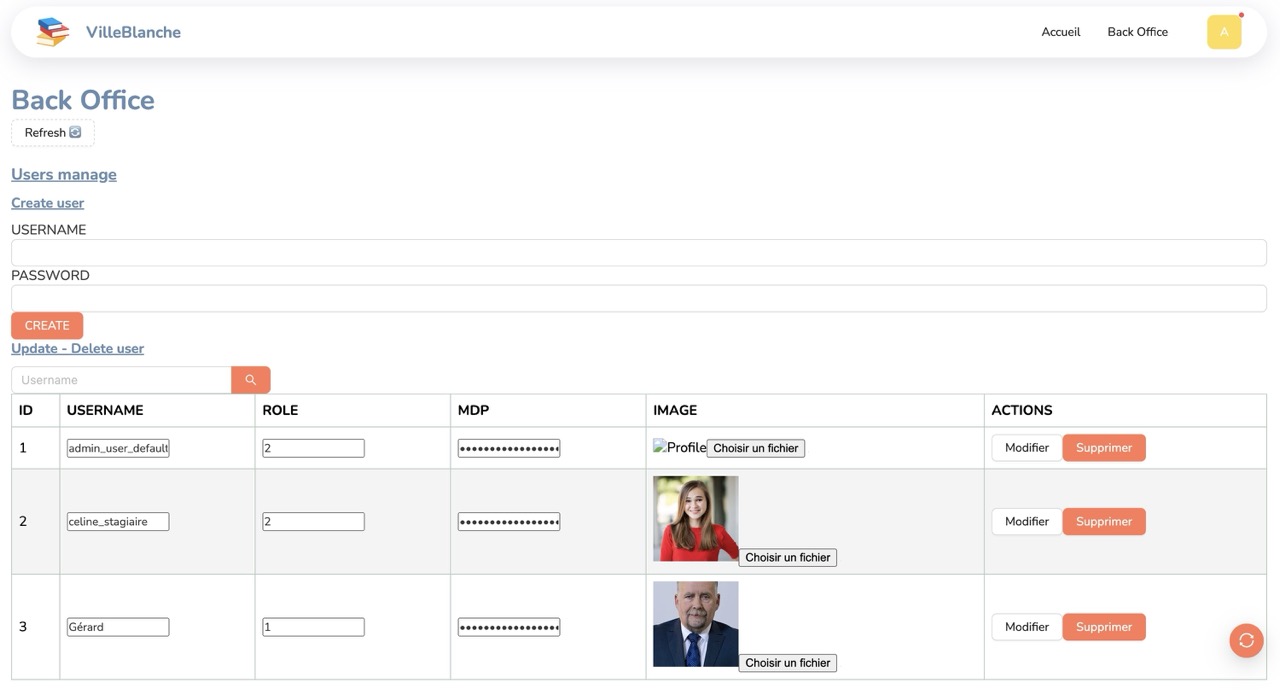 VilleBlanche
Accueil Back Office A
Back Office
Refresh
Users manage
Create user
USERNAME
PASSWORD
CREATE
Update - Delete user
Username
ID USERNAME ROLE MDP IMAGE ACTIONS
1 admin_user_default 2 •••••••••••••••• Profile Choisir un fichier Modifier Supprimer
2 celine_stagiaire 2 •••••••••••••••• Choisir un fichier Modifier Supprimer
3 Gérard 1 •••••••••••••••• Choisir un fichier Modifier Supprimer